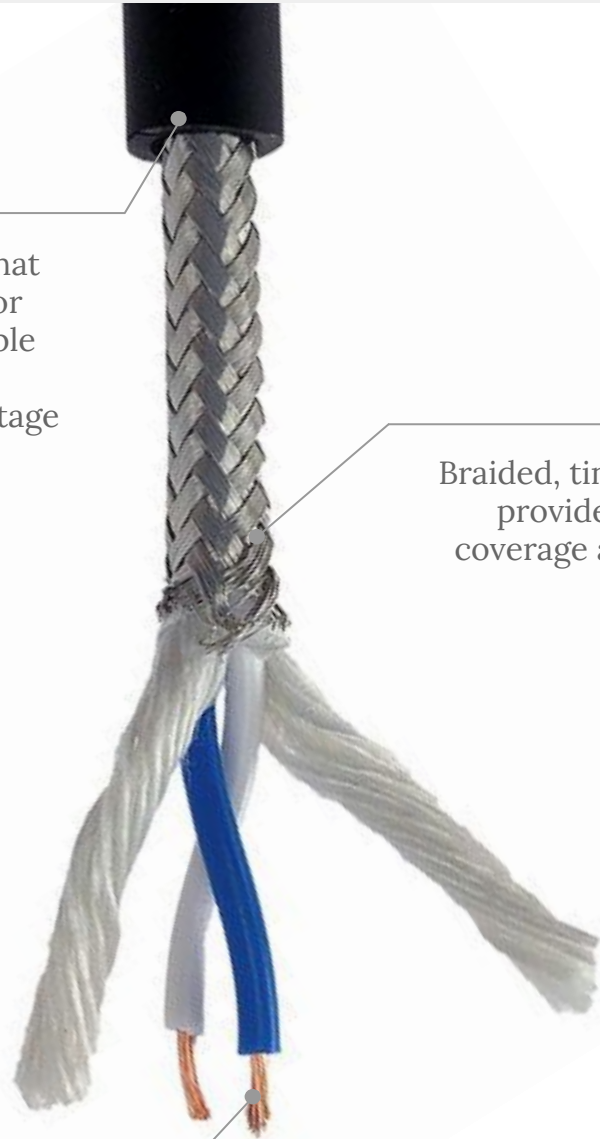 hat
or
ble
tage
Braided, tin
provide
coverage a